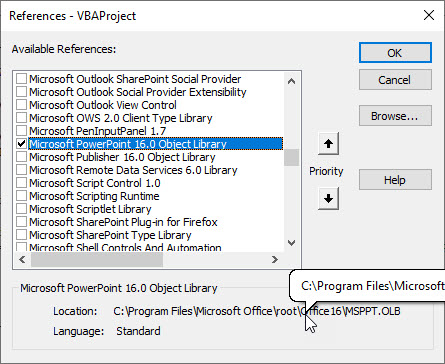 References - VBAProject
Available References:
Microsoft Outlook SharePoint Social Provider
Microsoft Outlook Social Provider Extensibility
Microsoft Outlook View Control
Microsoft OWS 2.0 Client Type Library
Microsoft PenInputPanel 1.7
Microsoft PowerPoint 16.0 Object Library
Microsoft Publisher 16.0 Object Library
Microsoft Remote Data Services 6.0 Library
Microsoft Script Control 1.0
Microsoft Scripting Runtime
Microsoft Scriptlet Library
Microsoft SharePoint Plug-in for Firefox
Microsoft SharePoint Type Library
Microsoft Shell Controls And Automation
OK
Cancel
Browse...
Priority
Help
Microsoft PowerPoint 16.0 Object Library
C:\Program Files\Microsoft
Location: C:\Program Files\Microsoft Office\root\Office16\MSPPT.OLB
Language: Standard